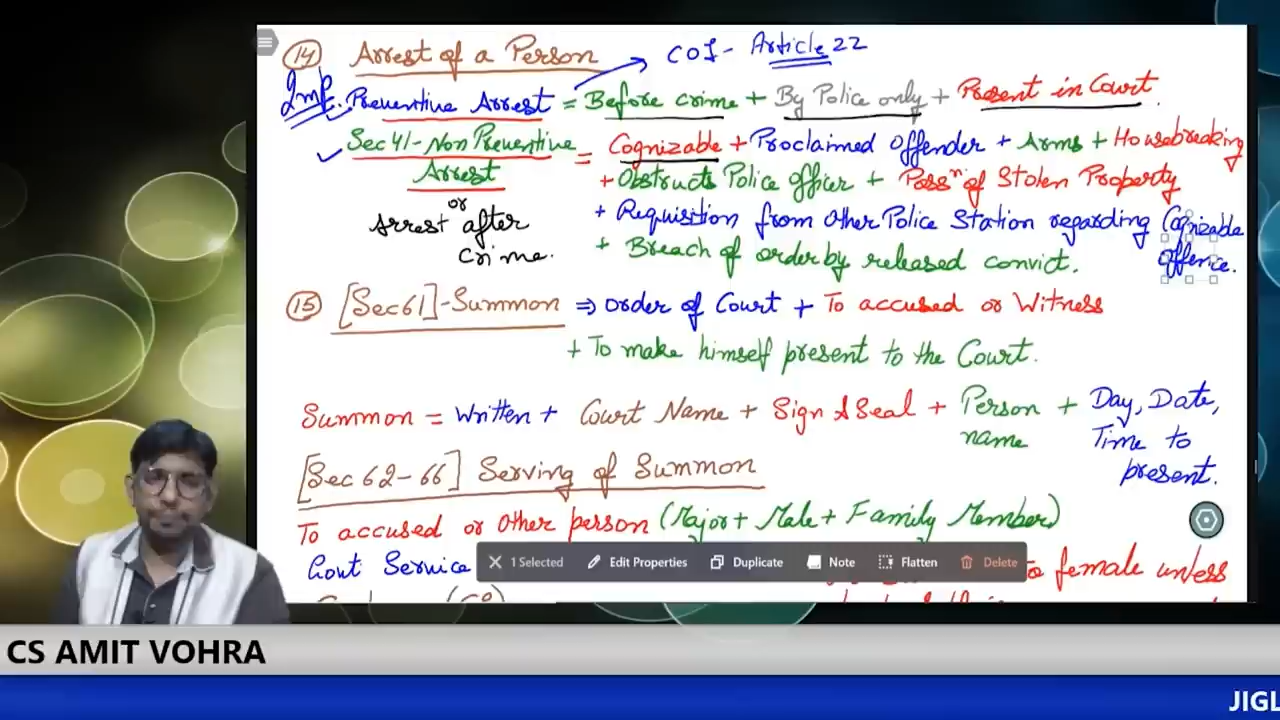 14 Arrest of a Person
COI - Article 22
Imp. Preventive Arrest = Before crime + By Police only + Present in Court.
Sec 41 - Non Preventive Arrest = Cognizable + Proclaimed Offender + Arms + Housebreaking
+ Obstructs Police officer + Possn of Stolen Property
or Arrest after crime.
+ Requisition from Other Police Station regarding Cognizable offence.
+ Breach of order by released convict.
15 [Sec 61] - Summon ⇒ Order of Court + To accused or Witness
+ To make himself present to the Court.
Summon = Written + Court Name + Sign & Seal + Person name + Day, Date, Time to present.
[Sec 62-66] Serving of Summon
To accused or Other person (Major + Male + Family Member)
Govt Service
to female unless
1 Selected Edit Properties Duplicate Note Flatten Delete
CS AMIT VOHRA
JIGL